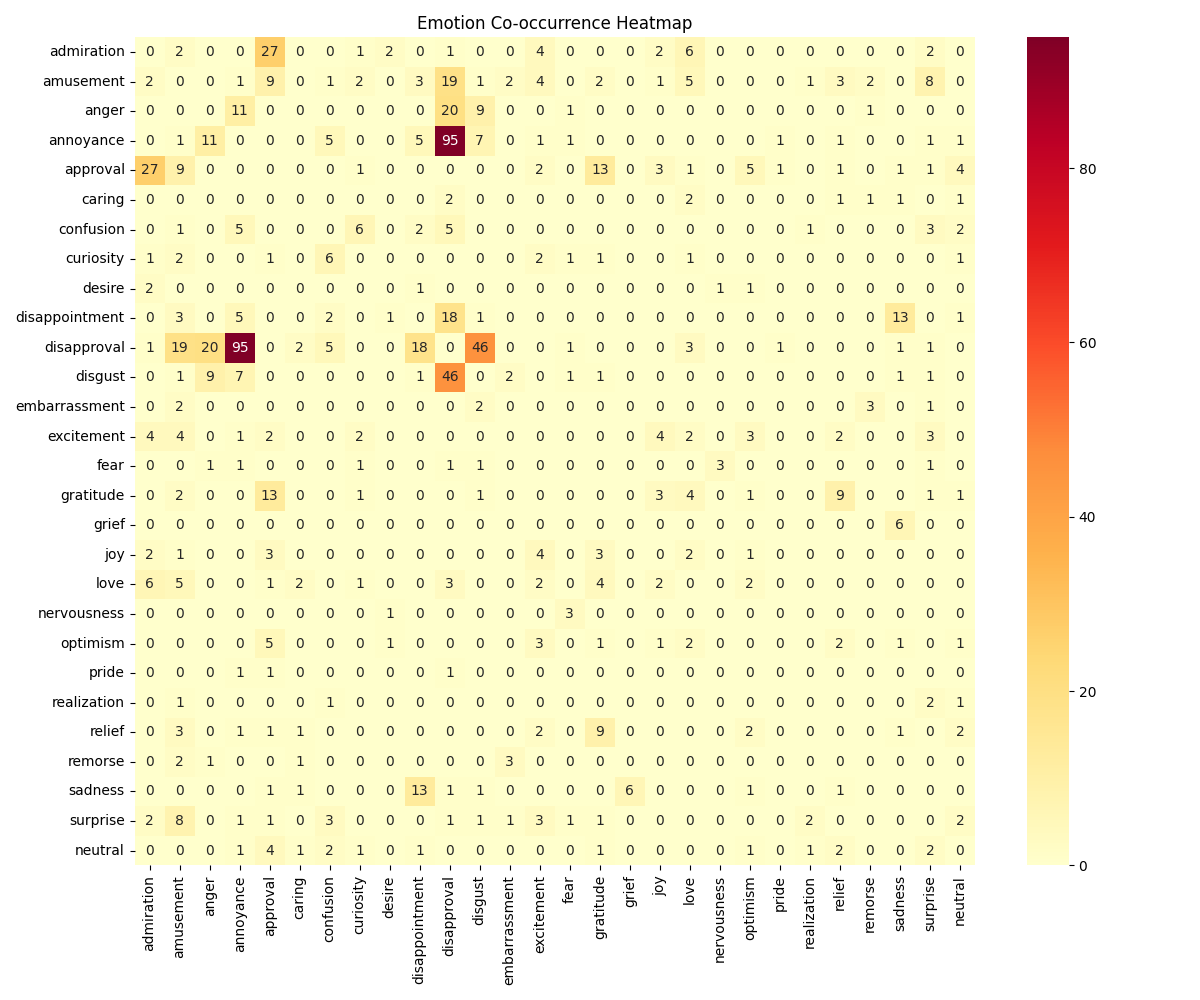 Emotion Co-occurrence Heatmap
admiration 0 2 0 0 27 0 0 1 2 0 1 0 0 4 0 0 0 2 6 0 0 0 0 0 0 0 2 0
amusement 2 0 0 1 9 0 1 2 0 3 19 1 2 4 0 2 0 1 5 0 0 0 1 3 2 0 8 0
anger 0 0 0 11 0 0 0 0 0 0 20 9 0 0 1 0 0 0 0 0 0 0 0 0 1 0 0 0
annoyance 0 1 11 0 0 0 5 0 0 5 95 7 0 1 1 0 0 0 0 0 0 1 0 1 0 0 1 1
approval 27 9 0 0 0 0 0 1 0 0 0 0 0 2 0 13 0 3 1 0 5 1 0 1 0 1 1 4
caring 0 0 0 0 0 0 0 0 0 0 2 0 0 0 0 0 0 0 2 0 0 0 0 1 1 1 0 1
confusion 0 1 0 5 0 0 0 6 0 2 5 0 0 0 0 0 0 0 0 0 0 0 1 0 0 0 3 2
curiosity 1 2 0 0 1 0 6 0 0 0 0 0 0 2 1 1 0 0 1 0 0 0 0 0 0 0 0 1
desire 2 0 0 0 0 0 0 0 0 1 0 0 0 0 0 0 0 0 0 1 1 0 0 0 0 0 0 0
disappointment 0 3 0 5 0 0 2 0 1 0 18 1 0 0 0 0 0 0 0 0 0 0 0 0 0 13 0 1
disapproval 1 19 20 95 0 2 5 0 0 18 0 46 0 0 1 0 0 0 3 0 0 1 0 0 0 1 1 0
disgust 0 1 9 7 0 0 0 0 0 1 46 0 2 0 1 1 0 0 0 0 0 0 0 0 0 1 1 0
embarrassment 0 2 0 0 0 0 0 0 0 0 0 2 0 0 0 0 0 0 0 0 0 0 0 0 3 0 1 0
excitement 4 4 0 1 2 0 0 2 0 0 0 0 0 0 0 0 0 4 2 0 3 0 0 2 0 0 3 0
fear 0 0 1 1 0 0 0 1 0 0 1 1 0 0 0 0 0 0 0 3 0 0 0 0 0 0 1 0
gratitude 0 2 0 0 13 0 0 1 0 0 0 1 0 0 0 0 0 3 4 0 1 0 0 9 0 0 1 1
grief 0 0 0 0 0 0 0 0 0 0 0 0 0 0 0 0 0 0 0 0 0 0 0 0 0 6 0 0
joy 2 1 0 0 3 0 0 0 0 0 0 0 0 4 0 3 0 0 2 0 1 0 0 0 0 0 0 0
love 6 5 0 0 1 2 0 1 0 0 3 0 0 2 0 4 0 2 0 0 2 0 0 0 0 0 0 0
nervousness 0 0 0 0 0 0 0 0 1 0 0 0 0 0 3 0 0 0 0 0 0 0 0 0 0 0 0 0
optimism 0 0 0 0 5 0 0 0 1 0 0 0 0 3 0 1 0 1 2 0 0 0 0 2 0 1 0 1
pride 0 0 0 1 1 0 0 0 0 0 1 0 0 0 0 0 0 0 0 0 0 0 0 0 0 0 0 0
realization 0 1 0 0 0 0 1 0 0 0 0 0 0 0 0 0 0 0 0 0 0 0 0 0 0 0 2 1
relief 0 3 0 1 1 1 0 0 0 0 0 0 0 2 0 9 0 0 0 0 2 0 0 0 0 1 0 2
remorse 0 2 1 0 0 1 0 0 0 0 0 0 3 0 0 0 0 0 0 0 0 0 0 0 0 0 0 0
sadness 0 0 0 0 1 1 0 0 0 13 1 1 0 0 0 0 6 0 0 0 1 0 0 1 0 0 0 0
surprise 2 8 0 1 1 0 3 0 0 0 1 1 1 3 1 1 0 0 0 0 0 0 2 0 0 0 0 2
neutral 0 0 0 1 4 1 2 1 0 1 0 0 0 0 0 1 0 0 0 0 1 0 1 2 0 0 2 0
admiration
amusement
anger
annoyance
approval
caring
confusion
curiosity
desire
disappointment
disapproval
disgust
embarrassment
excitement
fear
gratitude
grief
joy
love
nervousness
optimism
pride
realization
relief
remorse
sadness
surprise
neutral
80
60
40
20
0